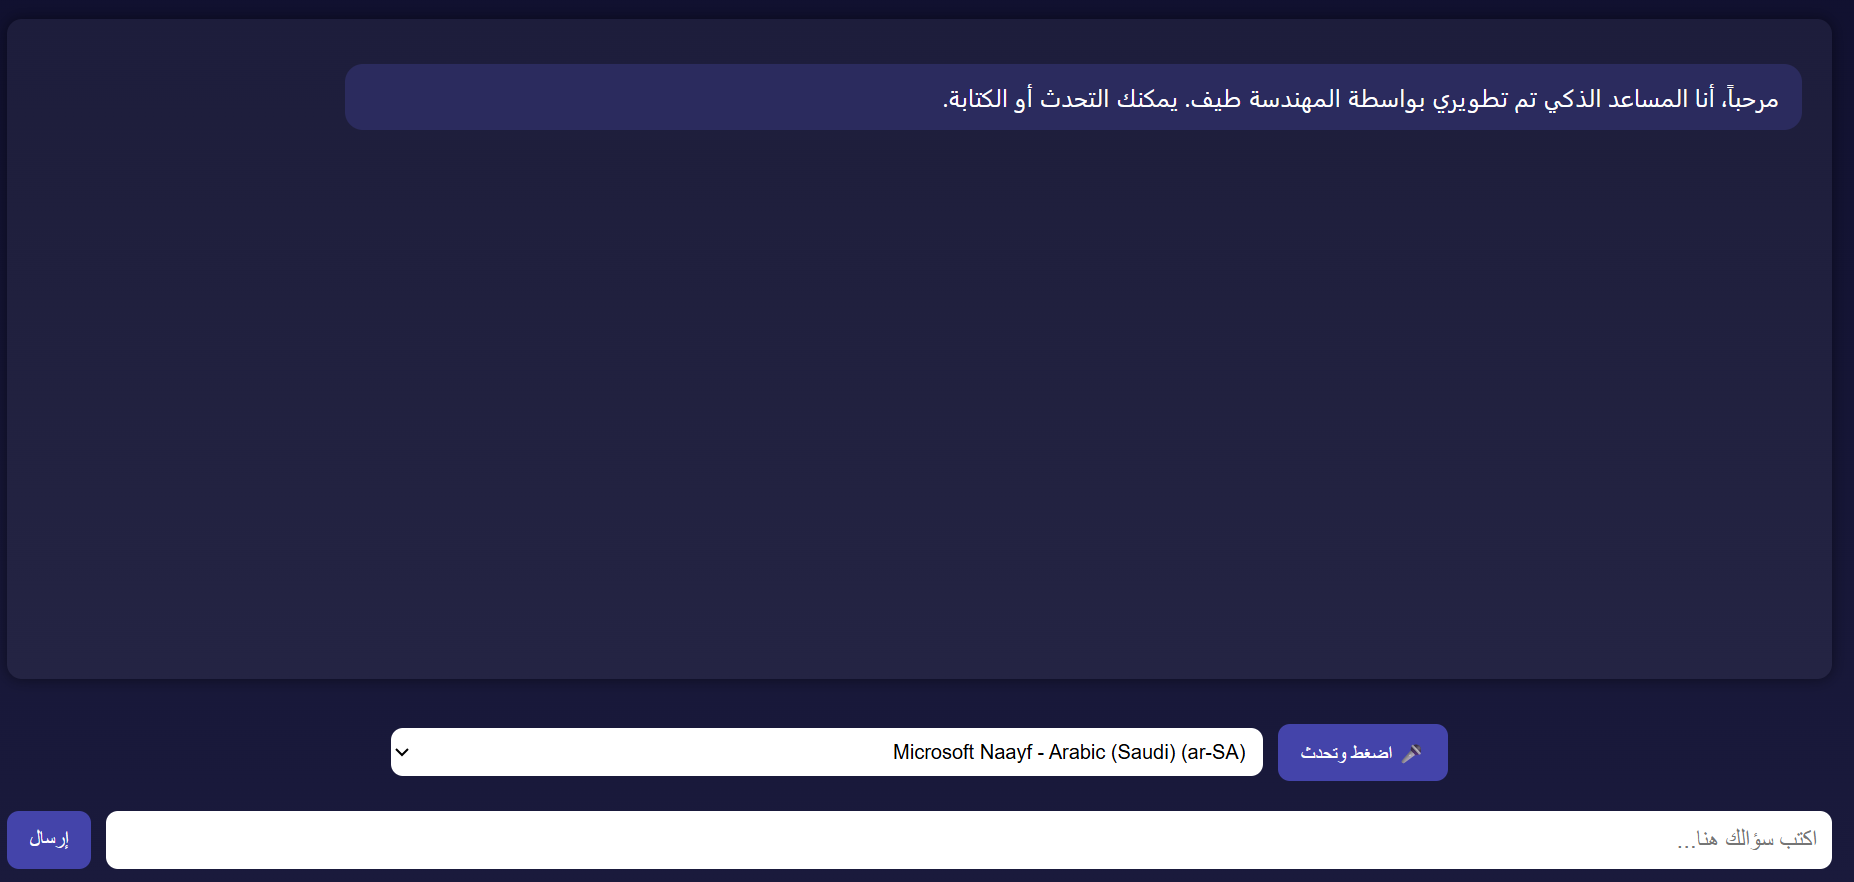 مرحباً، أنا المساعد الذكي تم تطويري بواسطة المهندسة طيف. يمكنك التحدث أو الكتابة.
🎤 اضغط وتحدث
Microsoft Naayf - Arabic (Saudi) (ar-SA)
اكتب سؤالك هنا...
إرسال